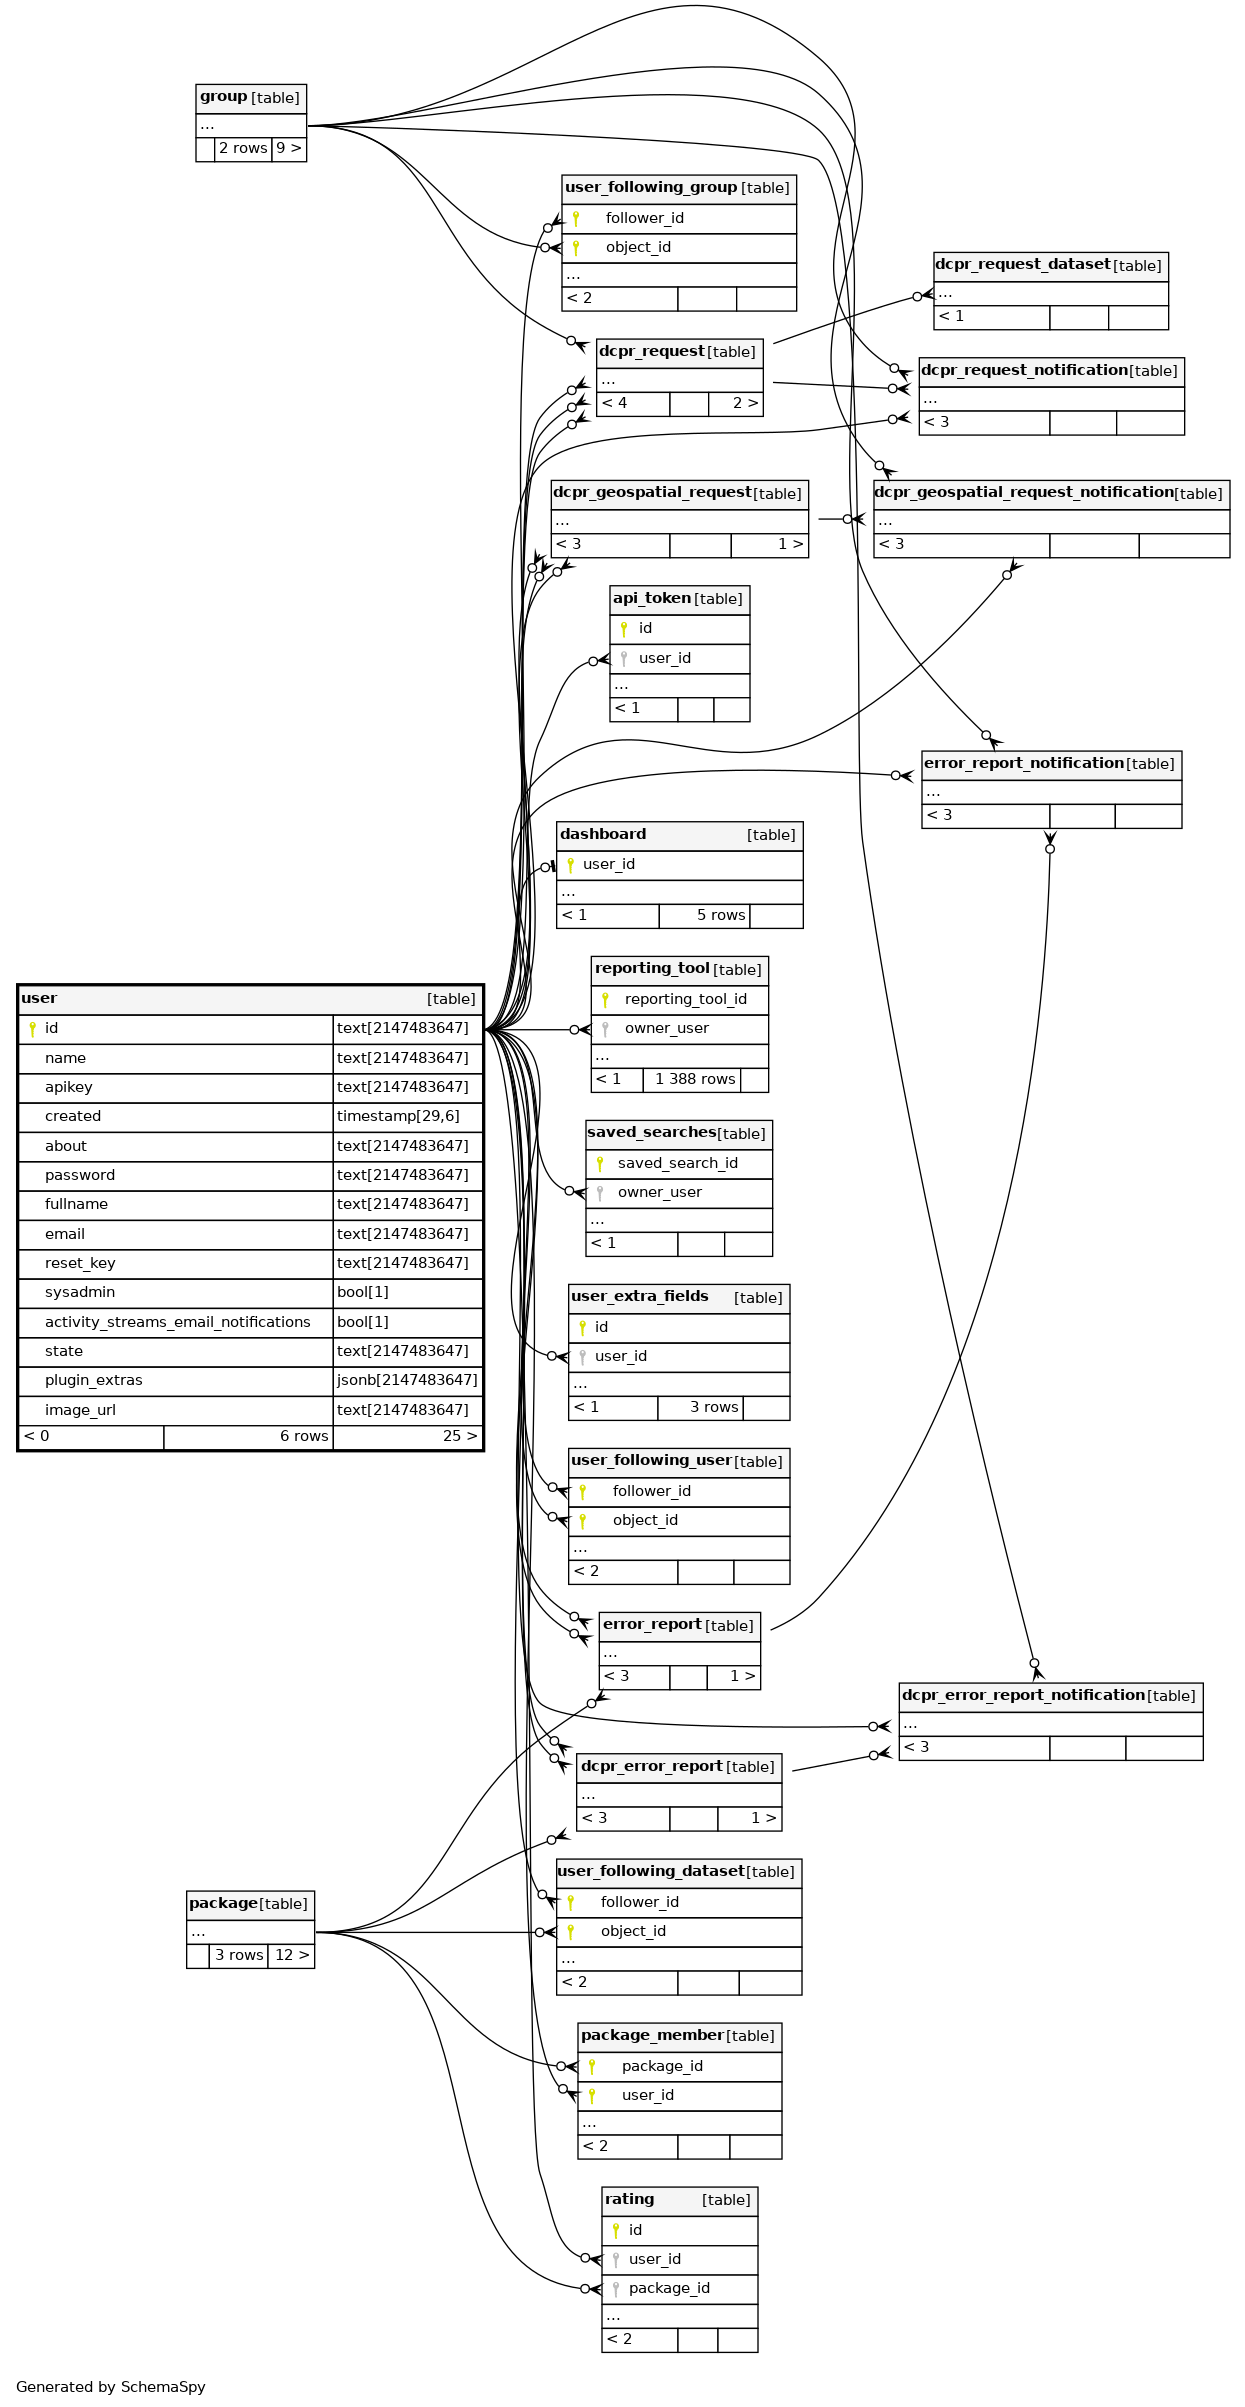 group [table]
...
2 rows 9 >
user_following_group [table]
follower_id
object_id
...
< 2
dcpr_request_dataset [table]
...
< 1
dcpr_request [table]
...
< 4 2 >
dcpr_request_notification [table]
...
< 3
dcpr_geospatial_request [table]
...
< 3 1 >
dcpr_geospatial_request_notification [table]
...
< 3
api_token [table]
id
user_id
...
< 1
error_report_notification [table]
...
< 3
dashboard [table]
user_id
...
< 1 5 rows
reporting_tool [table]
reporting_tool_id
owner_user
...
< 1 1 388 rows
user [table]
id text[2147483647]
name text[2147483647]
apikey text[2147483647]
created timestamp[29,6]
about text[2147483647]
password text[2147483647]
fullname text[2147483647]
email text[2147483647]
reset_key text[2147483647]
sysadmin bool[1]
activity_streams_email_notifications bool[1]
state text[2147483647]
plugin_extras jsonb[2147483647]
image_url text[2147483647]
< 0 6 rows 25 >
saved_searches [table]
saved_search_id
owner_user
...
< 1
user_extra_fields [table]
id
user_id
...
< 1 3 rows
user_following_user [table]
follower_id
object_id
...
< 2
error_report [table]
...
< 3 1 >
dcpr_error_report_notification [table]
...
< 3
dcpr_error_report [table]
...
< 3 1 >
package [table]
...
3 rows 12 >
user_following_dataset [table]
follower_id
object_id
...
< 2
package_member [table]
package_id
user_id
...
< 2
rating [table]
id
user_id
package_id
...
< 2
Generated by SchemaSpy